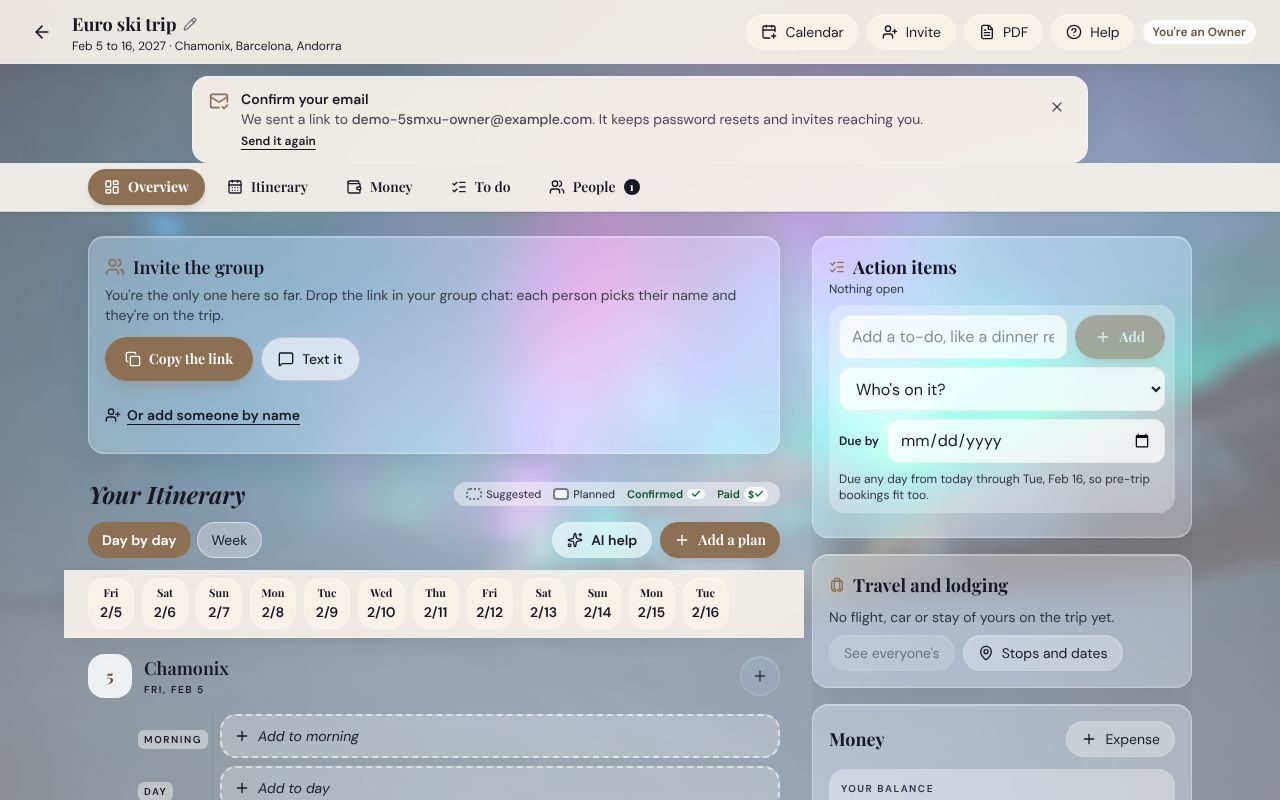 Euro ski trip
Feb 5 to 16, 2027 · Chamonix, Barcelona, Andorra
Calendar
Invite
PDF
Help
You're an Owner
Confirm your email
We sent a link to demo-5smxu-owner@example.com. It keeps password resets and invites reaching you.
Send it again
Overview
Itinerary
Money
To do
People 1
Invite the group
You're the only one here so far. Drop the link in your group chat: each person picks their name and
they're on the trip.
Copy the link
Text it
Or add someone by name
Your Itinerary
Suggested
Planned
Confirmed
Paid $
Day by day
Week
AI help
Add a plan
Fri 2/5
Sat 2/6
Sun 2/7
Mon 2/8
Tue 2/9
Wed 2/10
Thu 2/11
Fri 2/12
Sat 2/13
Sun 2/14
Mon 2/15
Tue 2/16
5
Chamonix
FRI, FEB 5
MORNING
Add to morning
DAY
Add to day
Action items
Nothing open
Add a to-do, like a dinner re
Add
Who's on it?
Due by
mm/dd/yyyy
Due any day from today through Tue, Feb 16, so pre-trip
bookings fit too.
Travel and lodging
No flight, car or stay of yours on the trip yet.
See everyone's
Stops and dates
Money
Expense
YOUR BALANCE